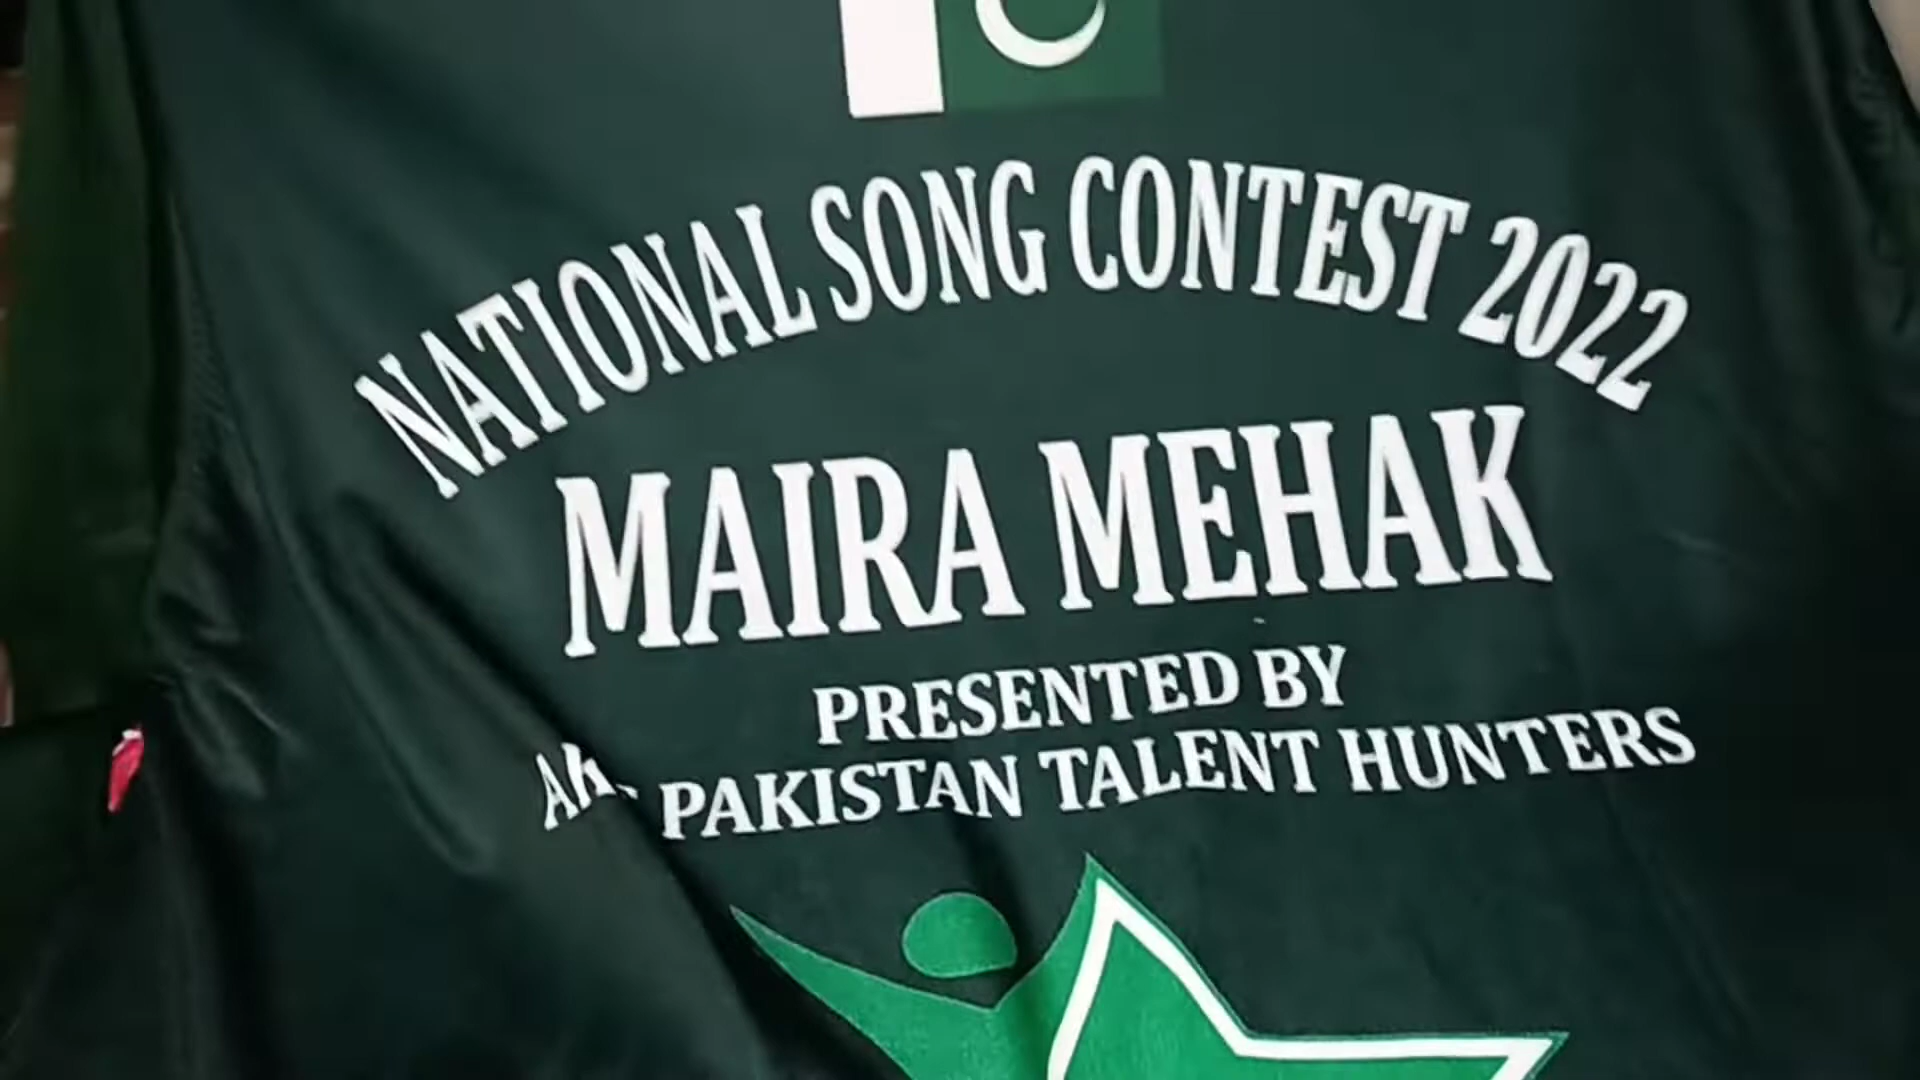 NATIONAL SONG CONTEST 2022
MAIRA MEHAK
PRESENTED BY
PAKISTAN TALENT HUNTERS